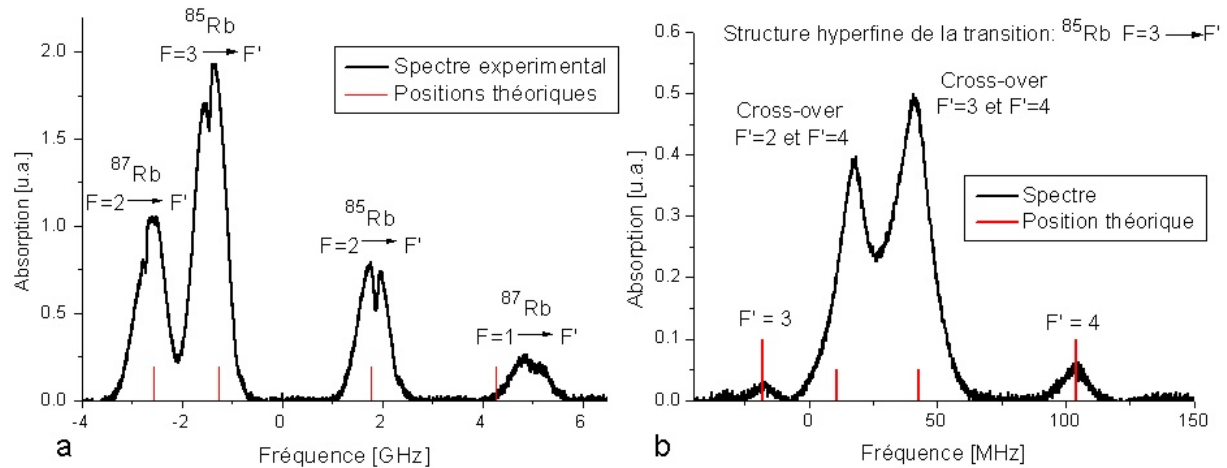 85Rb
F=3 → F'
Spectre experimental
Positions théoriques
87Rb
F=2 → F'
85Rb
F=2 → F'
87Rb
F=1 → F'
2.0
1.5
1.0
0.5
0.0
Absorption [u.a.]
-4 -2 0 2 4 6
Fréquence [GHz]
a
Structure hyperfine de la transition: 85Rb F=3 → F'
Cross-over
F'=3 et F'=4
Cross-over
F'=2 et F'=4
Spectre
Position théorique
F' = 3
F' = 4
0.6
0.5
0.4
0.3
0.2
0.1
0.0
Absorption [u.a.]
0 50 100 150
Fréquence [MHz]
b